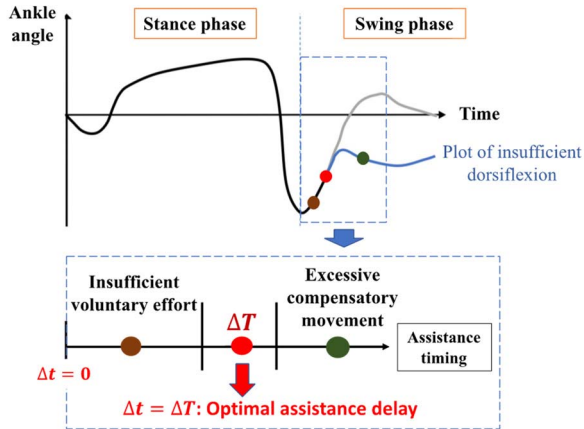 Ankle
angle
Stance phase
Swing phase
Time
Plot of insufficient
dorsiflexion
Insufficient
voluntary effort
ΔT
Excessive
compensatory
movement
Assistance
timing
Δt = 0
Δt = ΔT: Optimal assistance delay